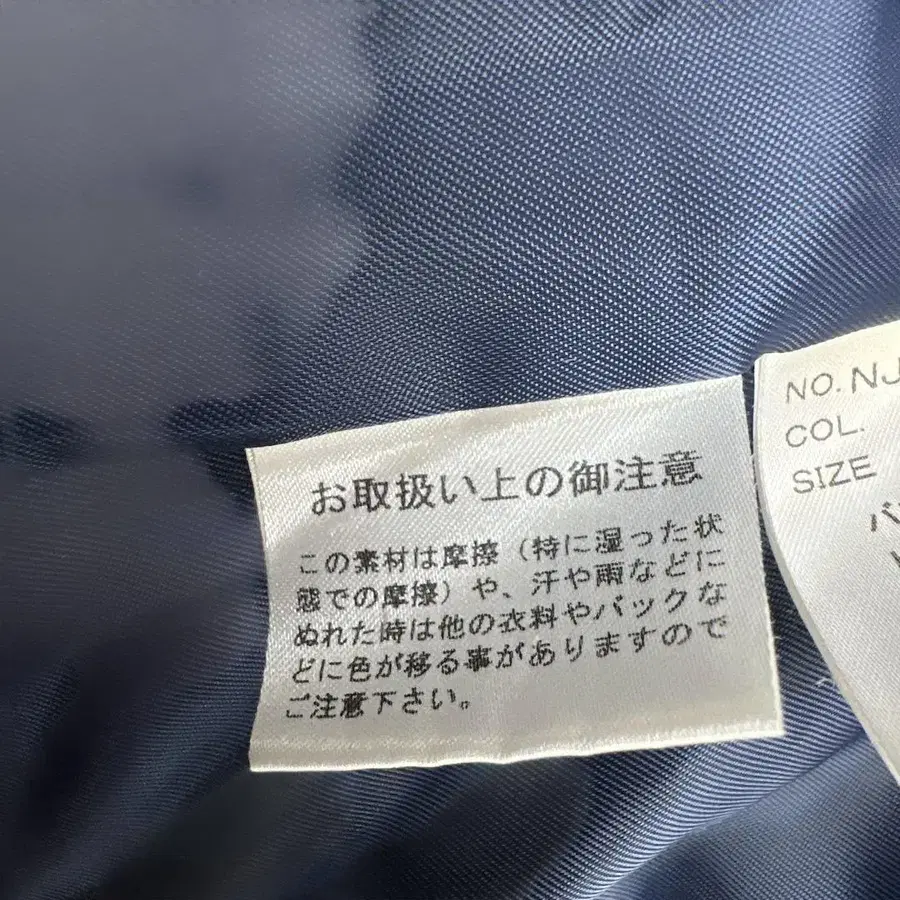 お取扱い上の御注意
この素材は摩擦（特に湿った状
態での摩擦）や、汗や雨などに
ぬれた時は他の衣料やバックな
どに色が移る事がありますので
ご注意下さい。
NO. NJ
COL.
SIZE